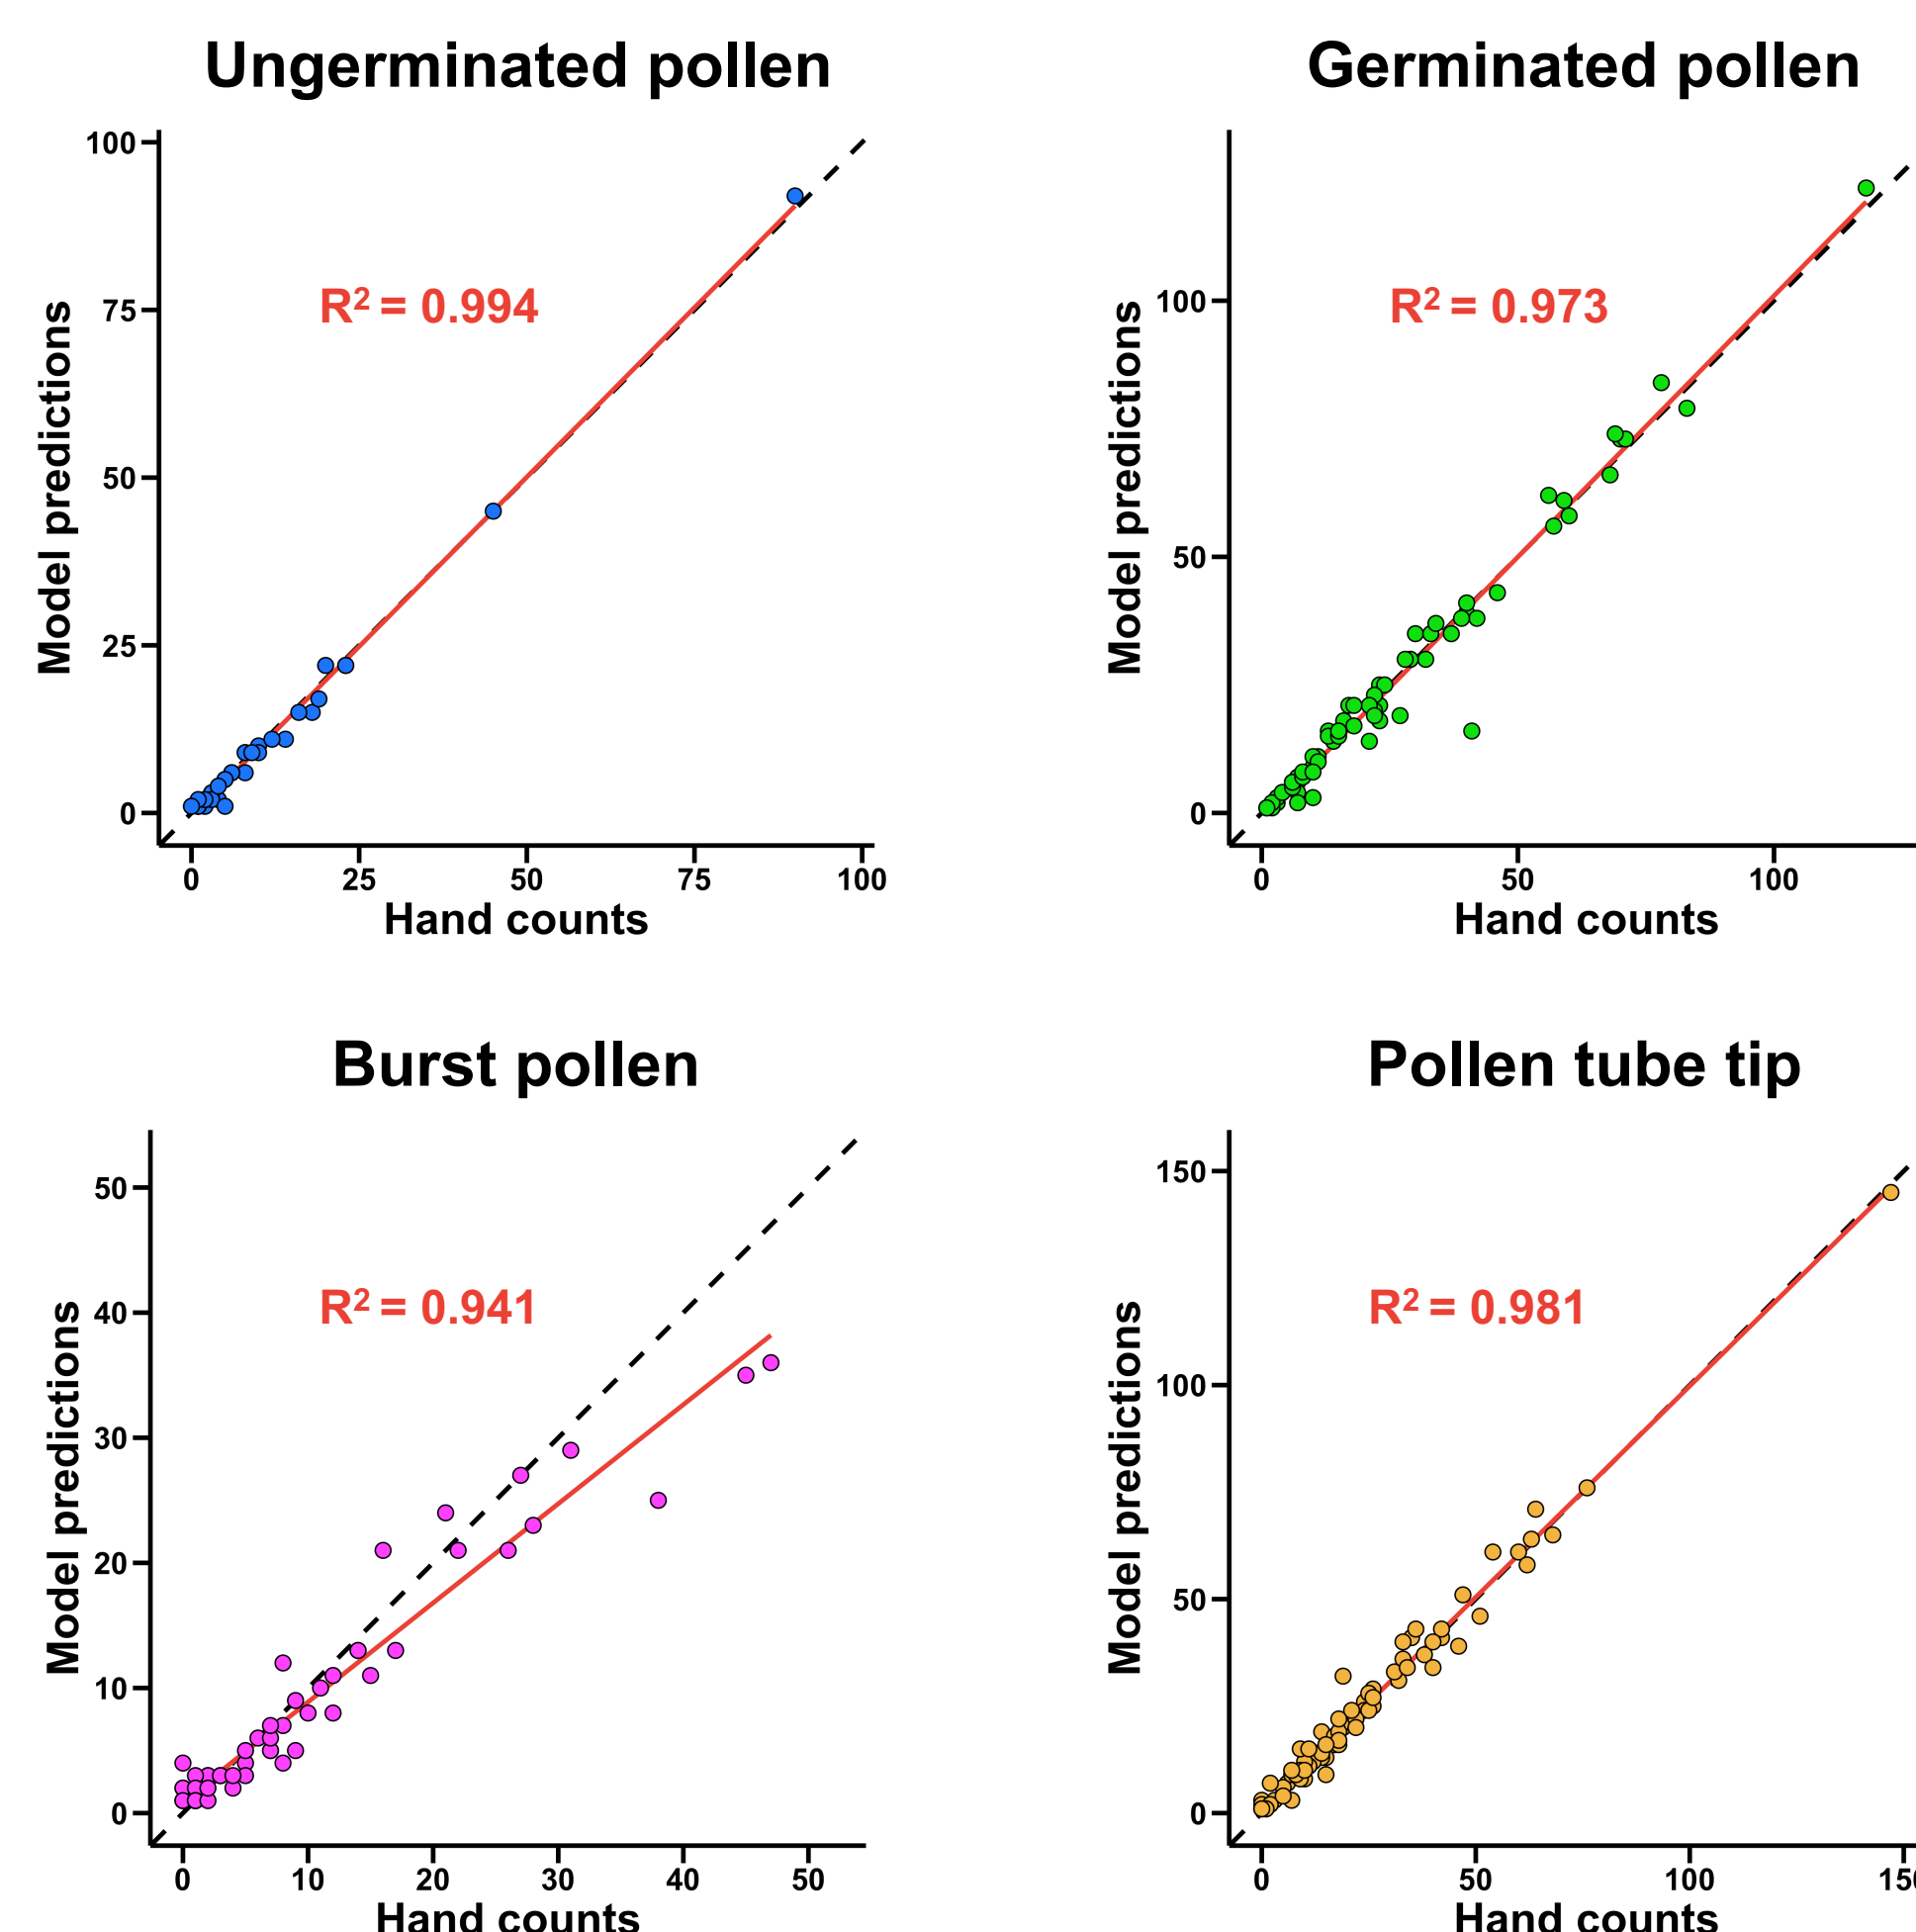 Ungerminated pollen
Model predictions
100
75
50
25
0
R² = 0.994
0 25 50 75 100
Hand counts
Germinated pollen
Model predictions
100
50
0
R² = 0.973
0 50 100
Hand counts
Burst pollen
Model predictions
50
40
30
20
10
0
R² = 0.941
0 10 20 30 40 50
Hand counts
Pollen tube tip
Model predictions
150
100
50
0
R² = 0.981
0 50 100 150
Hand counts